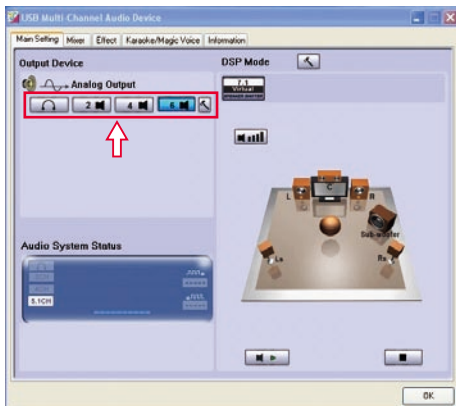 USB Multi-Channel Audio Device
Main Setting Mixer Effect Karaoke/Magic Voice Information
Output Device
Analog Output
2
4
6
DSP Mode
7.1
Virtual
L
C
R
Sub-woofer
Ls
Rs
Audio System Status
5.1CH
OK